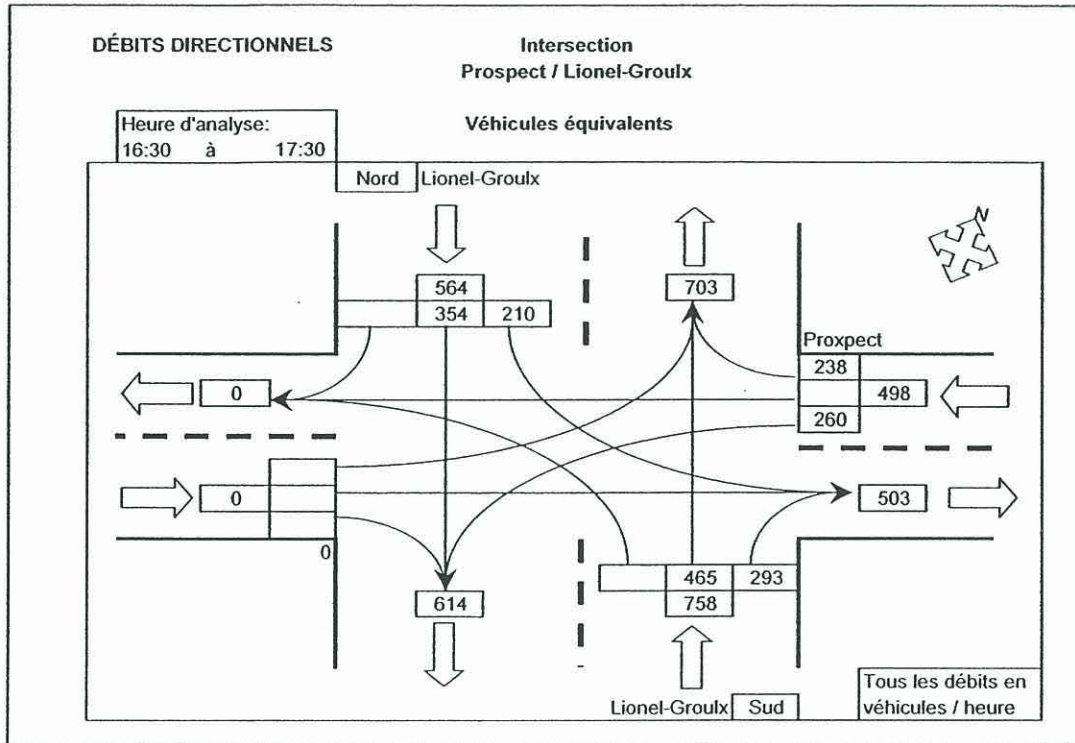 DÉBITS DIRECTIONNELS
Intersection
Prospect / Lionel-Groulx
Heure d'analyse:
16:30 à 17:30
Véhicules équivalents
Nord Lionel-Groulx
N
564
354 210
703
Proxpect
238
498
260
0
0
0
503
465 293
758
614
Lionel-Groulx Sud
Tous les débits en
véhicules / heure